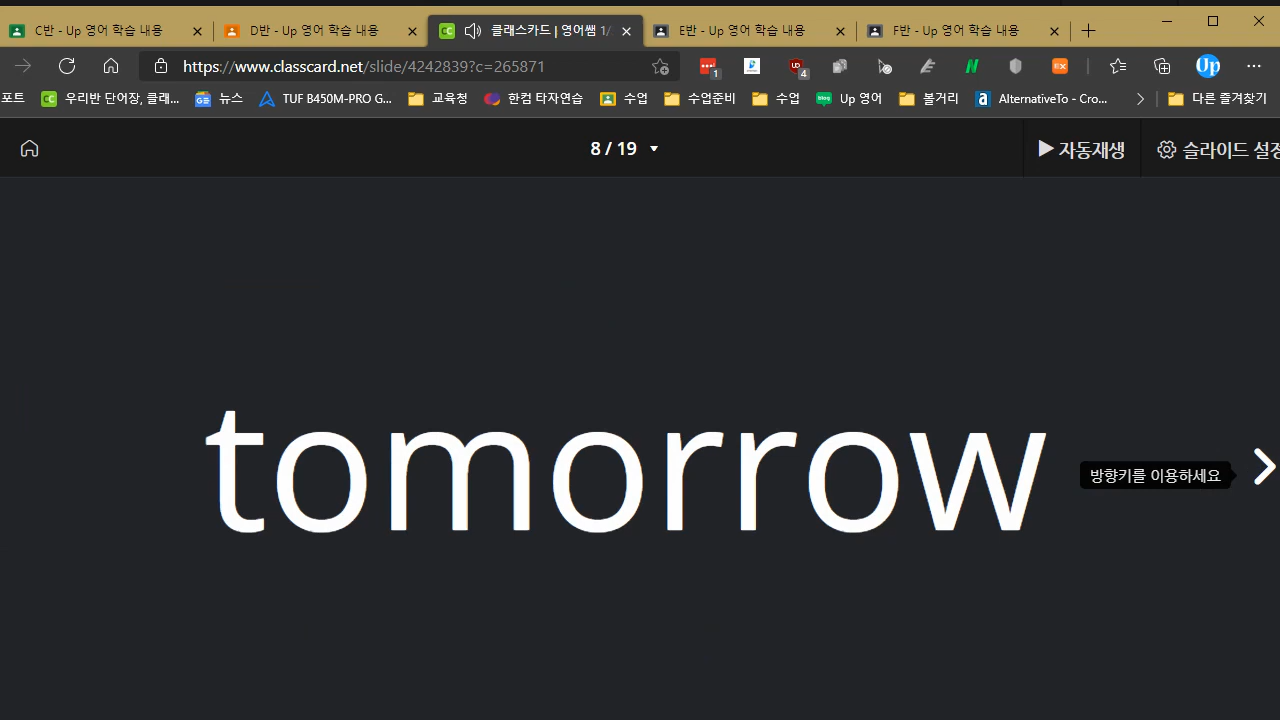 C반 - Up 영어 학습 내용
D반 - Up 영어 학습 내용
클래스카드 | 영어쌤 1/
E반 - Up 영어 학습 내용
F반 - Up 영어 학습 내용
https://www.classcard.net/slide/4242839?c=265871
1
UD
4
Up
포트
CC 우리반 단어장, 클래...
뉴스
TUF B450M-PRO G...
교육청
한컴 타자연습
수업
수업준비
수업
Up 영어
볼거리
a AlternativeTo - Cro...
다른 즐겨찾기
8 / 19
자동재생
슬라이드 설정
tomorrow
방향키를 이용하세요